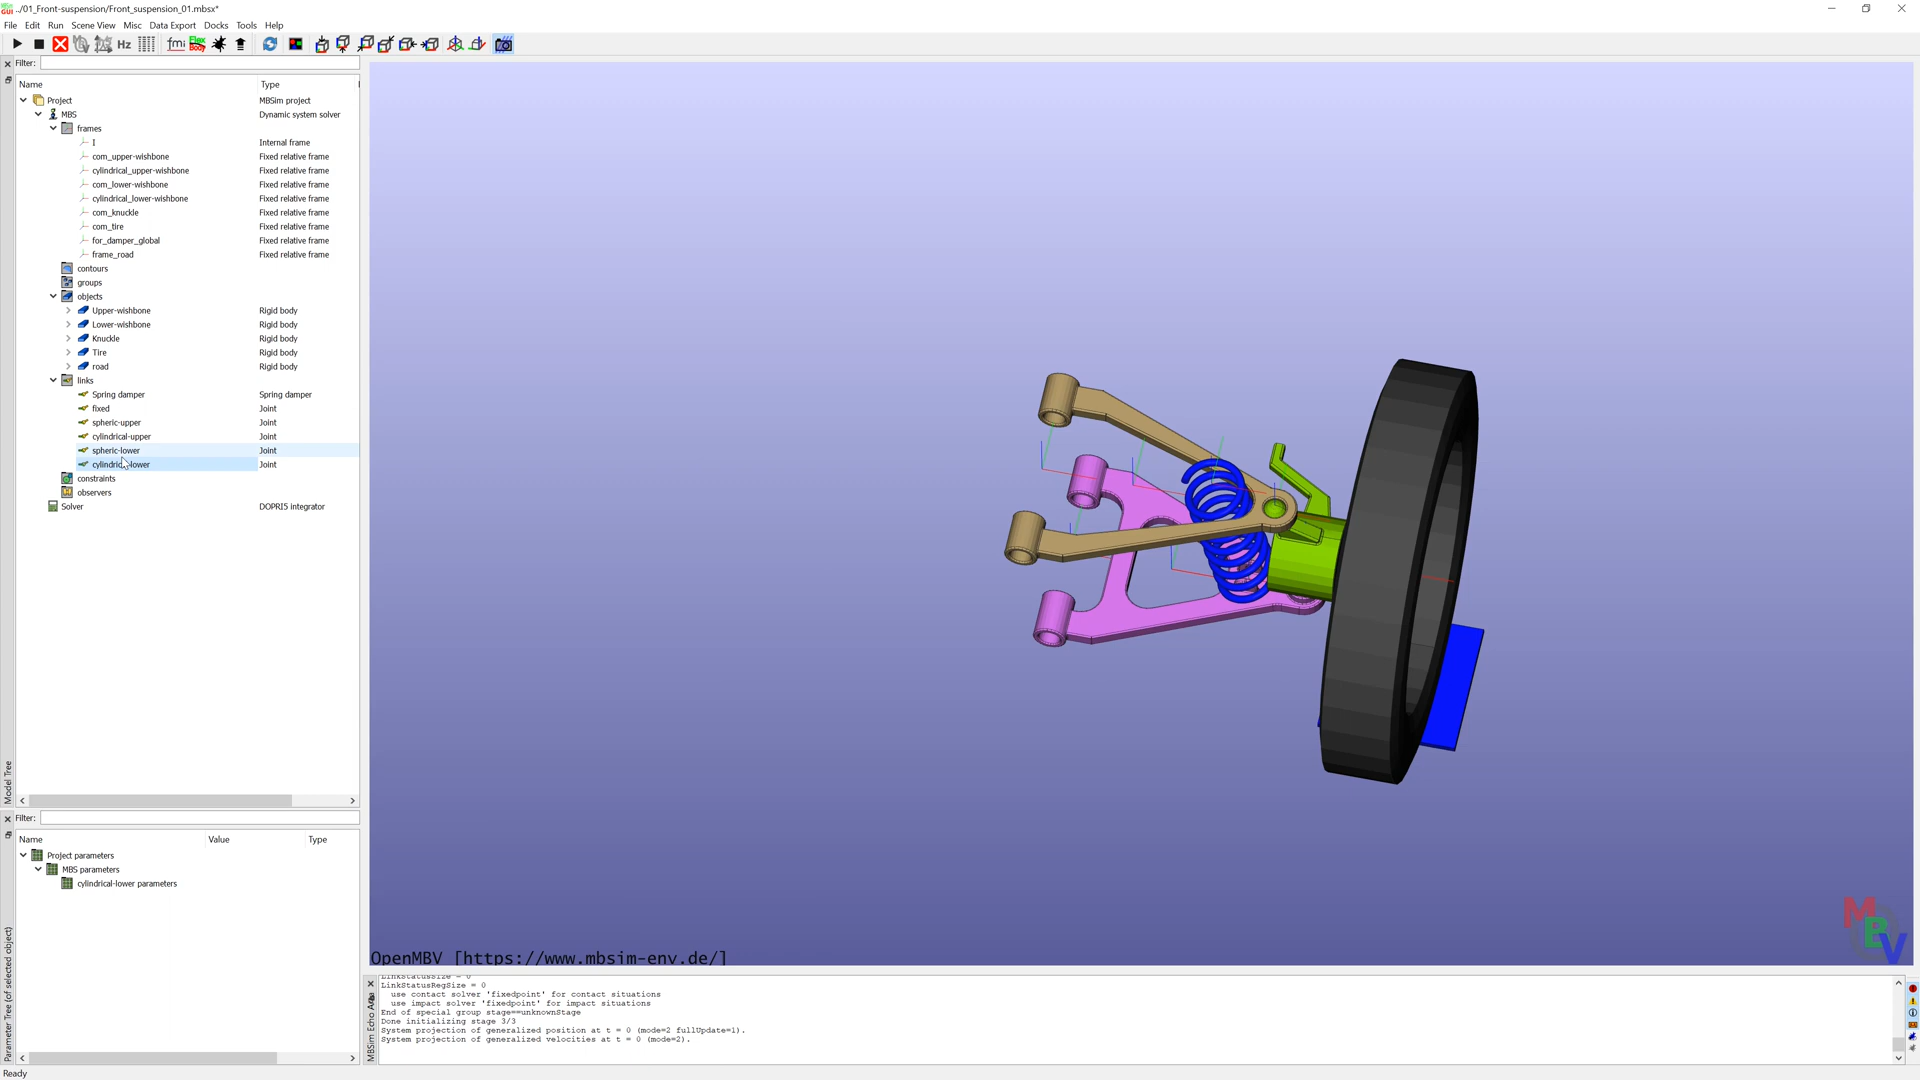 ../01_Front-suspension/Front_suspension_01.mbsx*
File Edit Run Scene View Misc Data Export Docks Tools Help
Hz fmi Flex Body
Filter:
Name Type
Project MBSim project
MBS Dynamic system solver
frames
I Internal frame
com_upper-wishbone Fixed relative frame
cylindrical_upper-wishbone Fixed relative frame
com_lower-wishbone Fixed relative frame
cylindrical_lower-wishbone Fixed relative frame
com_knuckle Fixed relative frame
com_tire Fixed relative frame
for_damper_global Fixed relative frame
frame_road Fixed relative frame
contours
groups
objects
Upper-wishbone Rigid body
Lower-wishbone Rigid body
Knuckle Rigid body
Tire Rigid body
road Rigid body
links
Spring damper Spring damper
fixed Joint
spheric-upper Joint
cylindrical-upper Joint
spheric-lower Joint
cylindrical-lower Joint
constraints
observers
Solver DOPRI5 integrator
Model Tree
Filter:
Name Value Type
Project parameters
MBS parameters
cylindrical-lower parameters
Parameter Tree (of selected object)
OpenMBV [https://www.mbsim-env.de/]
MBV
LinkStatusSize = 0
LinkStatusRegSize = 0
use contact solver 'fixedpoint' for contact situations
use impact solver 'fixedpoint' for impact situations
End of special group stage==unknownStage
Done initializing stage 3/3
System projection of generalized position at t = 0 (mode=2 fullUpdate=1).
System projection of generalized velocities at t = 0 (mode=2).
MBSim Echo Area
Ready